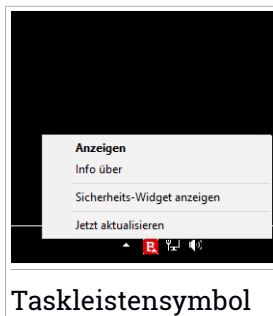 Anzeigen
Info über
Sicherheits-Widget anzeigen
Jetzt aktualisieren
B
Taskleistensymbol